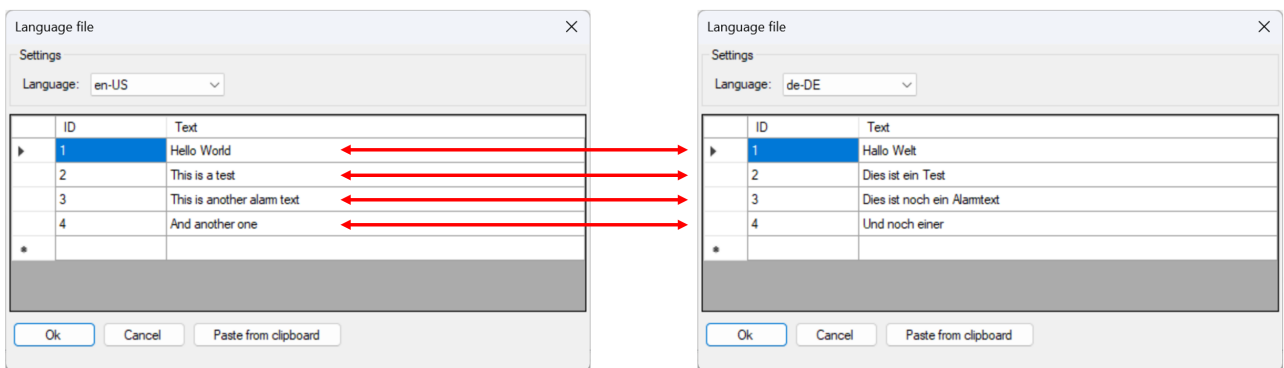 Language file
Settings
Language: en-US
ID Text
1 Hello World
2 This is a test
3 This is another alarm text
4 And another one
Ok Cancel Paste from clipboard
Language file
Settings
Language: de-DE
ID Text
1 Hallo Welt
2 Dies ist ein Test
3 Dies ist noch ein Alarmtext
4 Und noch einer
Ok Cancel Paste from clipboard